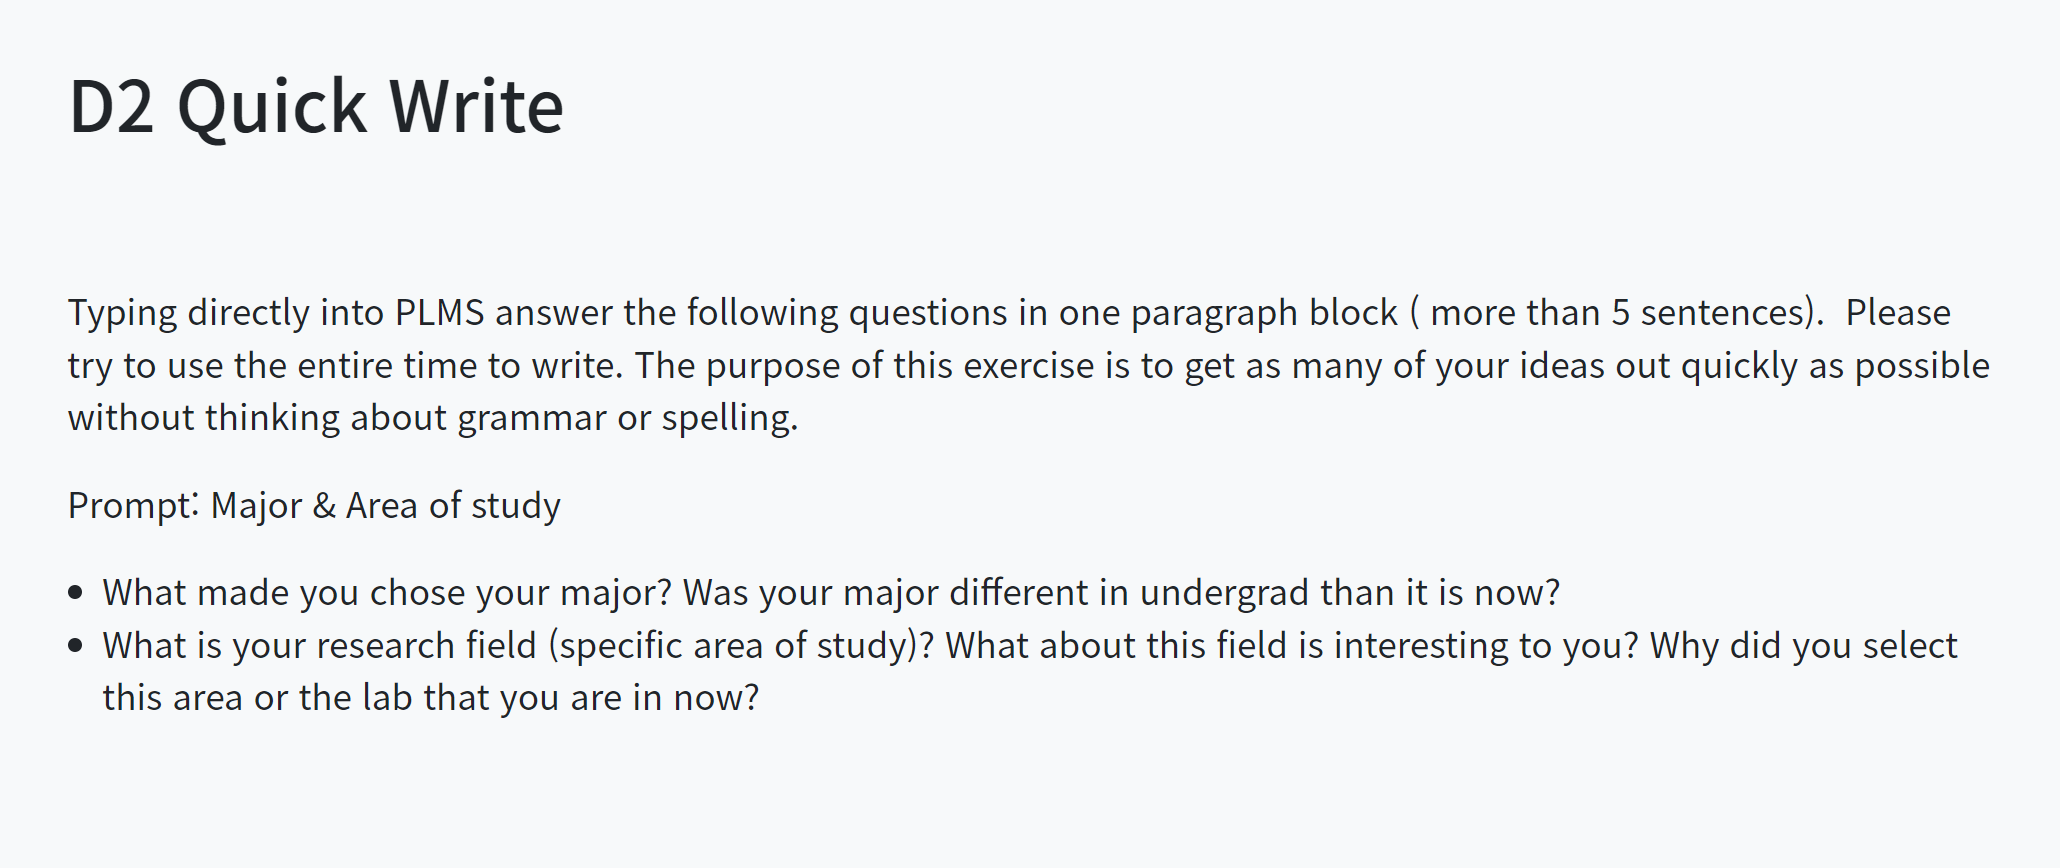 D2 Quick Write
Typing directly into PLMS answer the following questions in one paragraph block ( more than 5 sentences).  Please
try to use the entire time to write. The purpose of this exercise is to get as many of your ideas out quickly as possible
without thinking about grammar or spelling.
Prompt: Major & Area of study
• What made you chose your major? Was your major different in undergrad than it is now?
• What is your research field (specific area of study)? What about this field is interesting to you? Why did you select
this area or the lab that you are in now?